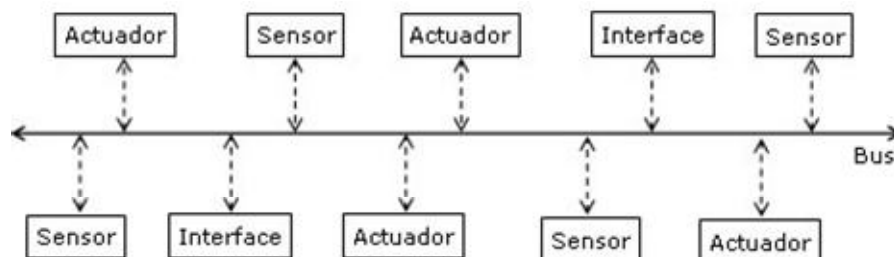 Actuador Sensor Actuador Interface Sensor
Bus
Sensor Interface Actuador Sensor Actuador